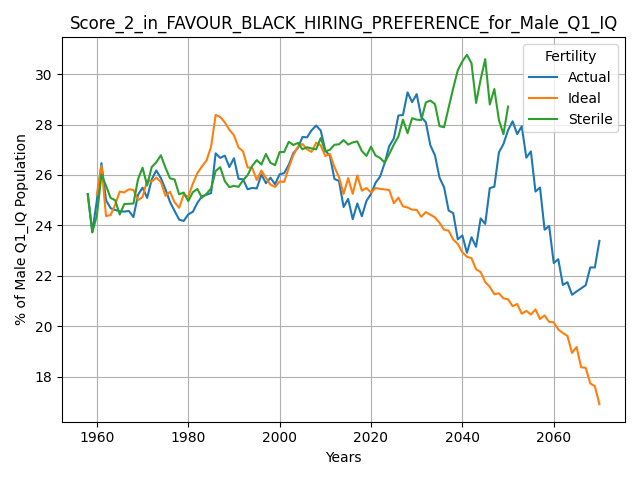 Score_2_in_FAVOUR_BLACK_HIRING_PREFERENCE_for_Male_Q1_IQ
Fertility
Actual
Ideal
Sterile
% of Male Q1_IQ Population
30
28
26
24
22
20
18
1960
1980
2000
2020
2040
2060
Years